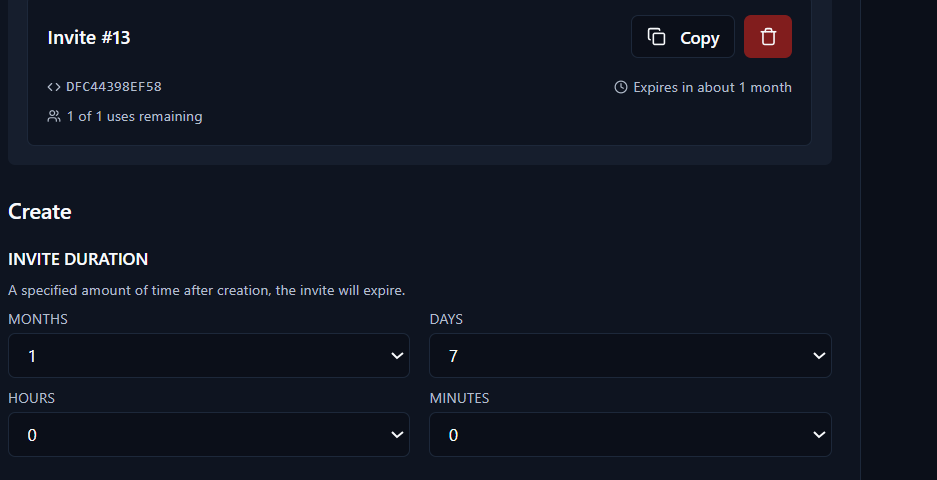 Invite #13
Copy
DFC44398EF58
Expires in about 1 month
1 of 1 uses remaining
Create
INVITE DURATION
A specified amount of time after creation, the invite will expire.
MONTHS
DAYS
1
7
HOURS
MINUTES
0
0